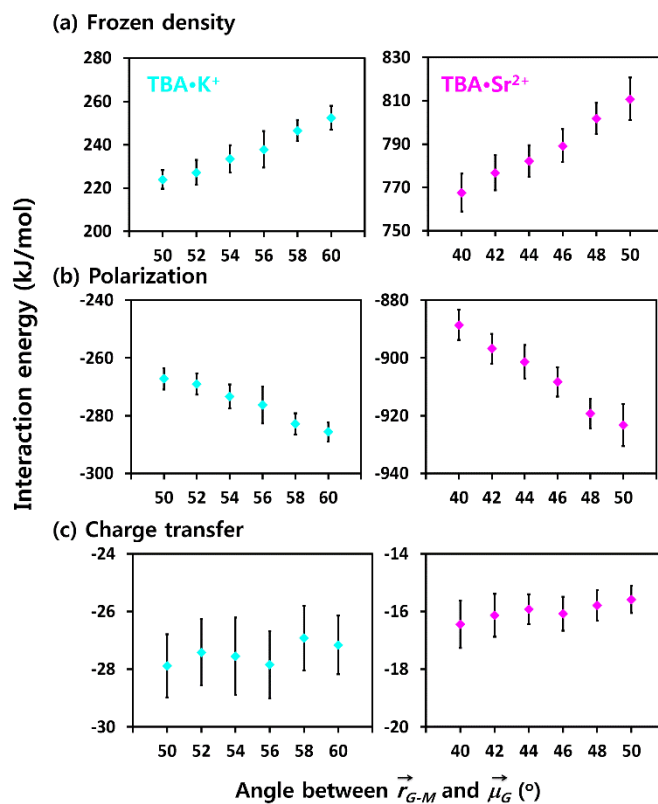 (a) Frozen density
TBA•K⁺
TBA•Sr²⁺
280
260
240
220
200
50 52 54 56 58 60
830
810
790
770
750
40 42 44 46 48 50
(b) Polarization
-240
-260
-280
-300
50 52 54 56 58 60
-880
-900
-920
-940
40 42 44 46 48 50
(c) Charge transfer
-24
-26
-28
-30
50 52 54 56 58 60
-14
-16
-18
-20
40 42 44 46 48 50
Interaction energy (kJ/mol)
Angle between r⃗G-M and μ⃗G (°)